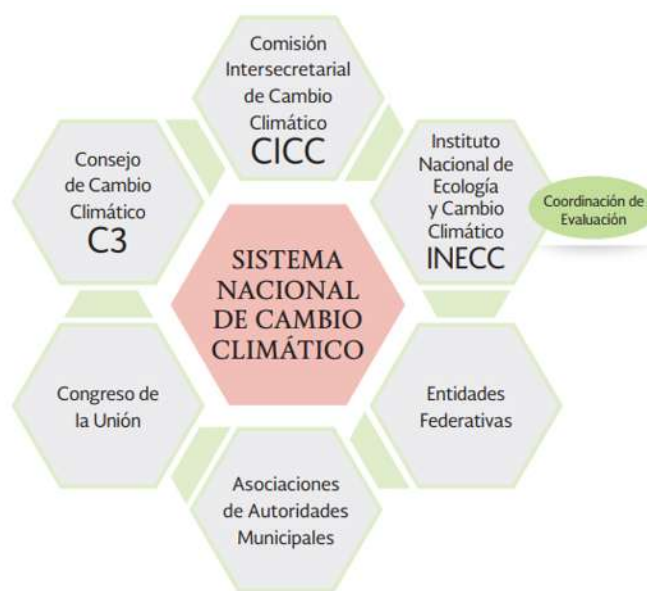 Comisión
Intersecretarial
de Cambio
Climático
CICC
Consejo
de Cambio
Climático
C3
Instituto
Nacional de
Ecología
y Cambio
Climático
INECC
Coordinación de
Evaluación
SISTEMA
NACIONAL
DE CAMBIO
CLIMÁTICO
Congreso de
la Unión
Entidades
Federativas
Asociaciones
de Autoridades
Municipales